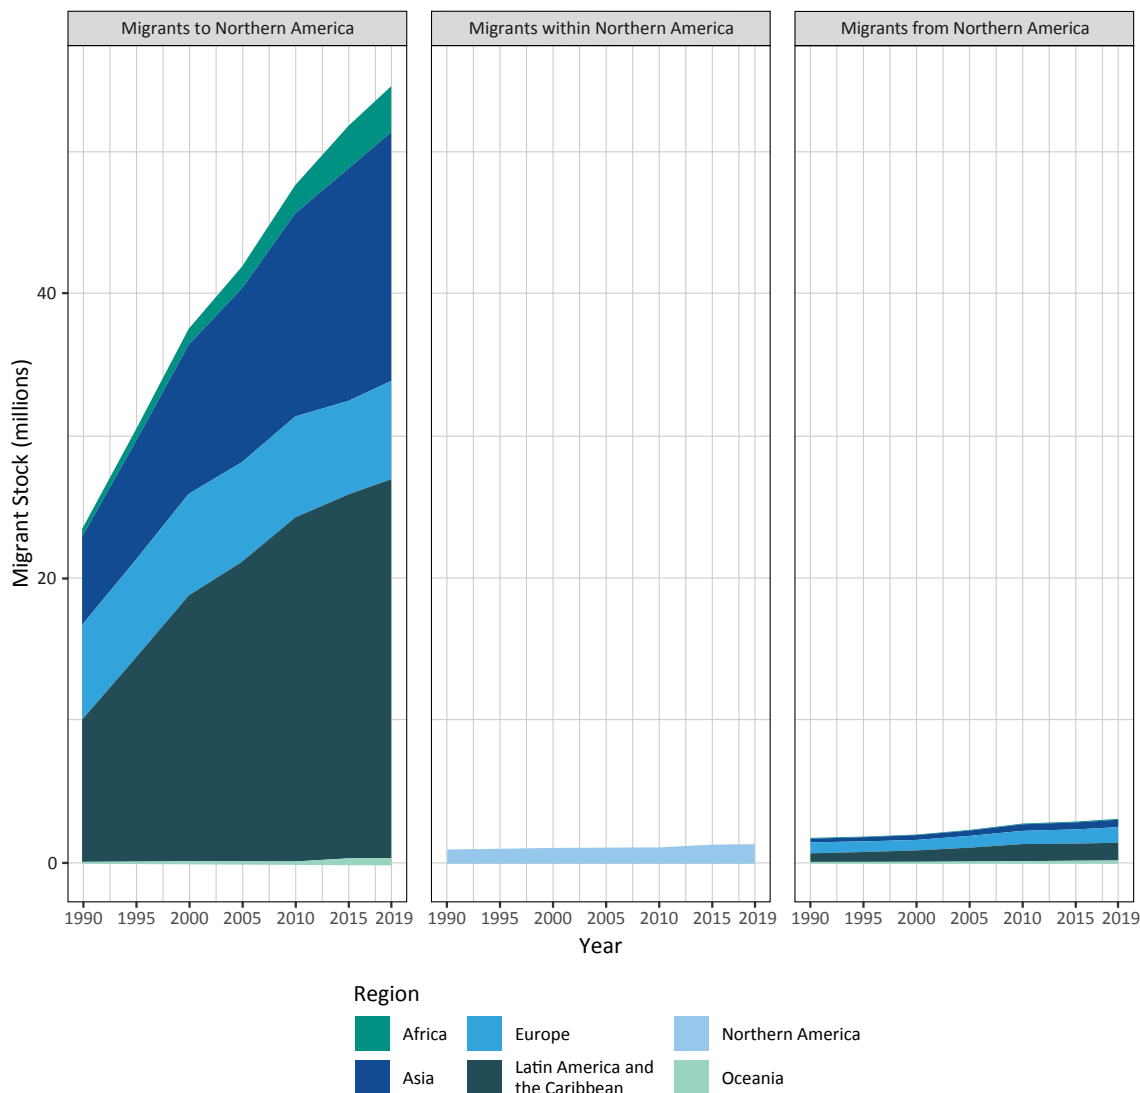 Migrants to Northern America
Migrants within Northern America
Migrants from Northern America
Migrant Stock (millions)
40
20
0
1990 1995 2000 2005 2010 2015 2019
1990 1995 2000 2005 2010 2015 2019
1990 1995 2000 2005 2010 2015 2019
Year
Region
Africa
Europe
Northern America
Asia
Latin America and
the Caribbean
Oceania